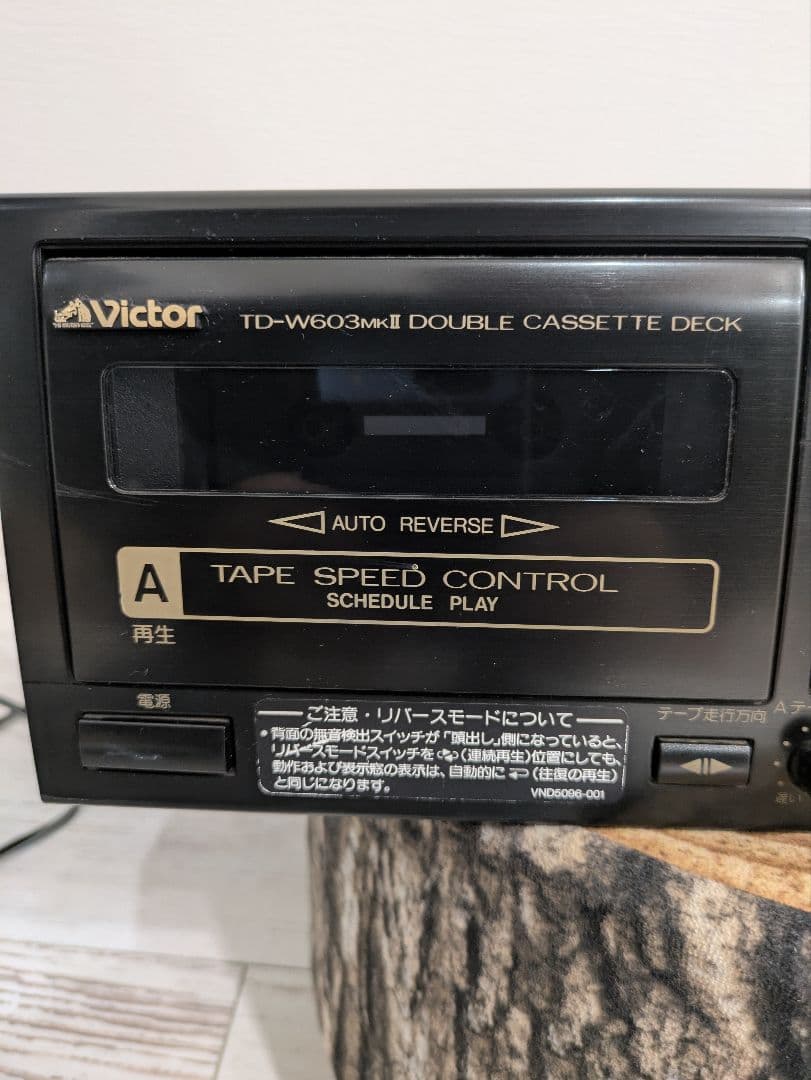 Victor
TD-W603MKII DOUBLE CASSETTE DECK
AUTO REVERSE
A
TAPE SPEED CONTROL
SCHEDULE PLAY
再生
電源
ご注意・リバースモードについて
•背面の無音検出スイッチが「頭出し」側になっていると、
リバースモードスイッチを(連続再生)位置にしても、
動作および表示窓の表示は、自動的に(往復の再生)
と同じになります。
VND5096-001
テープ走行方向
Aテ